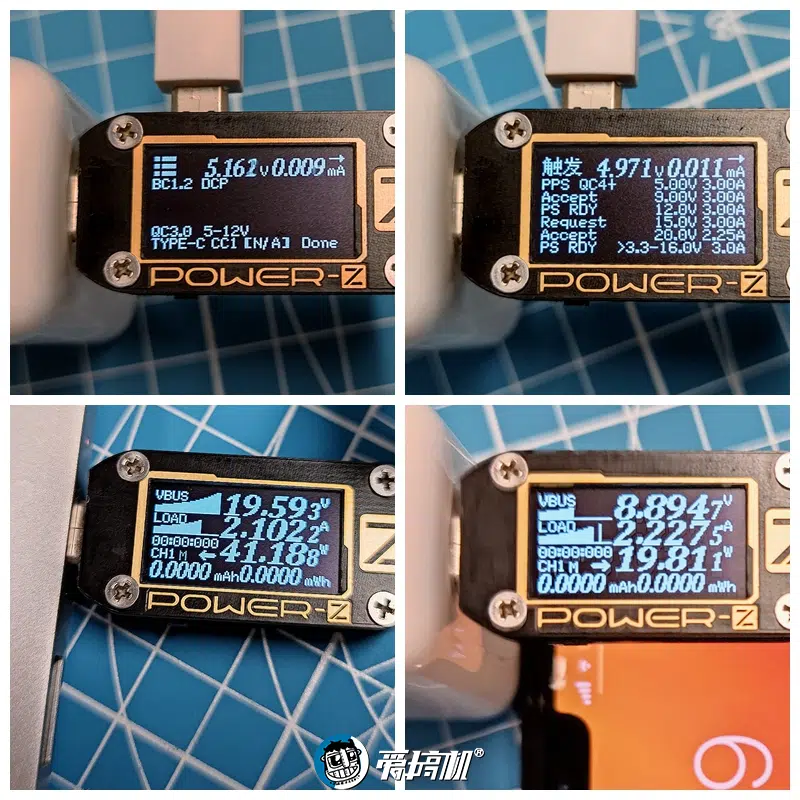 5.161V 0.009mA
BC1.2 DCP
QC3.0 5-12V
TYPE-C CC1 [N/A] Done
POWER-Z
触发 4.971V 0.011mA
PPS QC4+ 5.00V 3.00A
Accept 9.00V 3.00A
PS RDY 12.0V 3.00A
Request 15.0V 3.00A
Accept 20.0V 2.25A
PS RDY >3.3-16.0V 3.0A
POWER-Z
VBUS 19.593V
LOAD 2.1022A
00:00:000
CH1 M ← 41.188W
0.0000 mAh 0.0000 mWh
POWER-Z
VBUS 8.8947V
LOAD 2.2275A
00:00:000
CH1 M → 19.811W
0.0000 mAh 0.0000 mWh
POWER-Z
爱搞机®